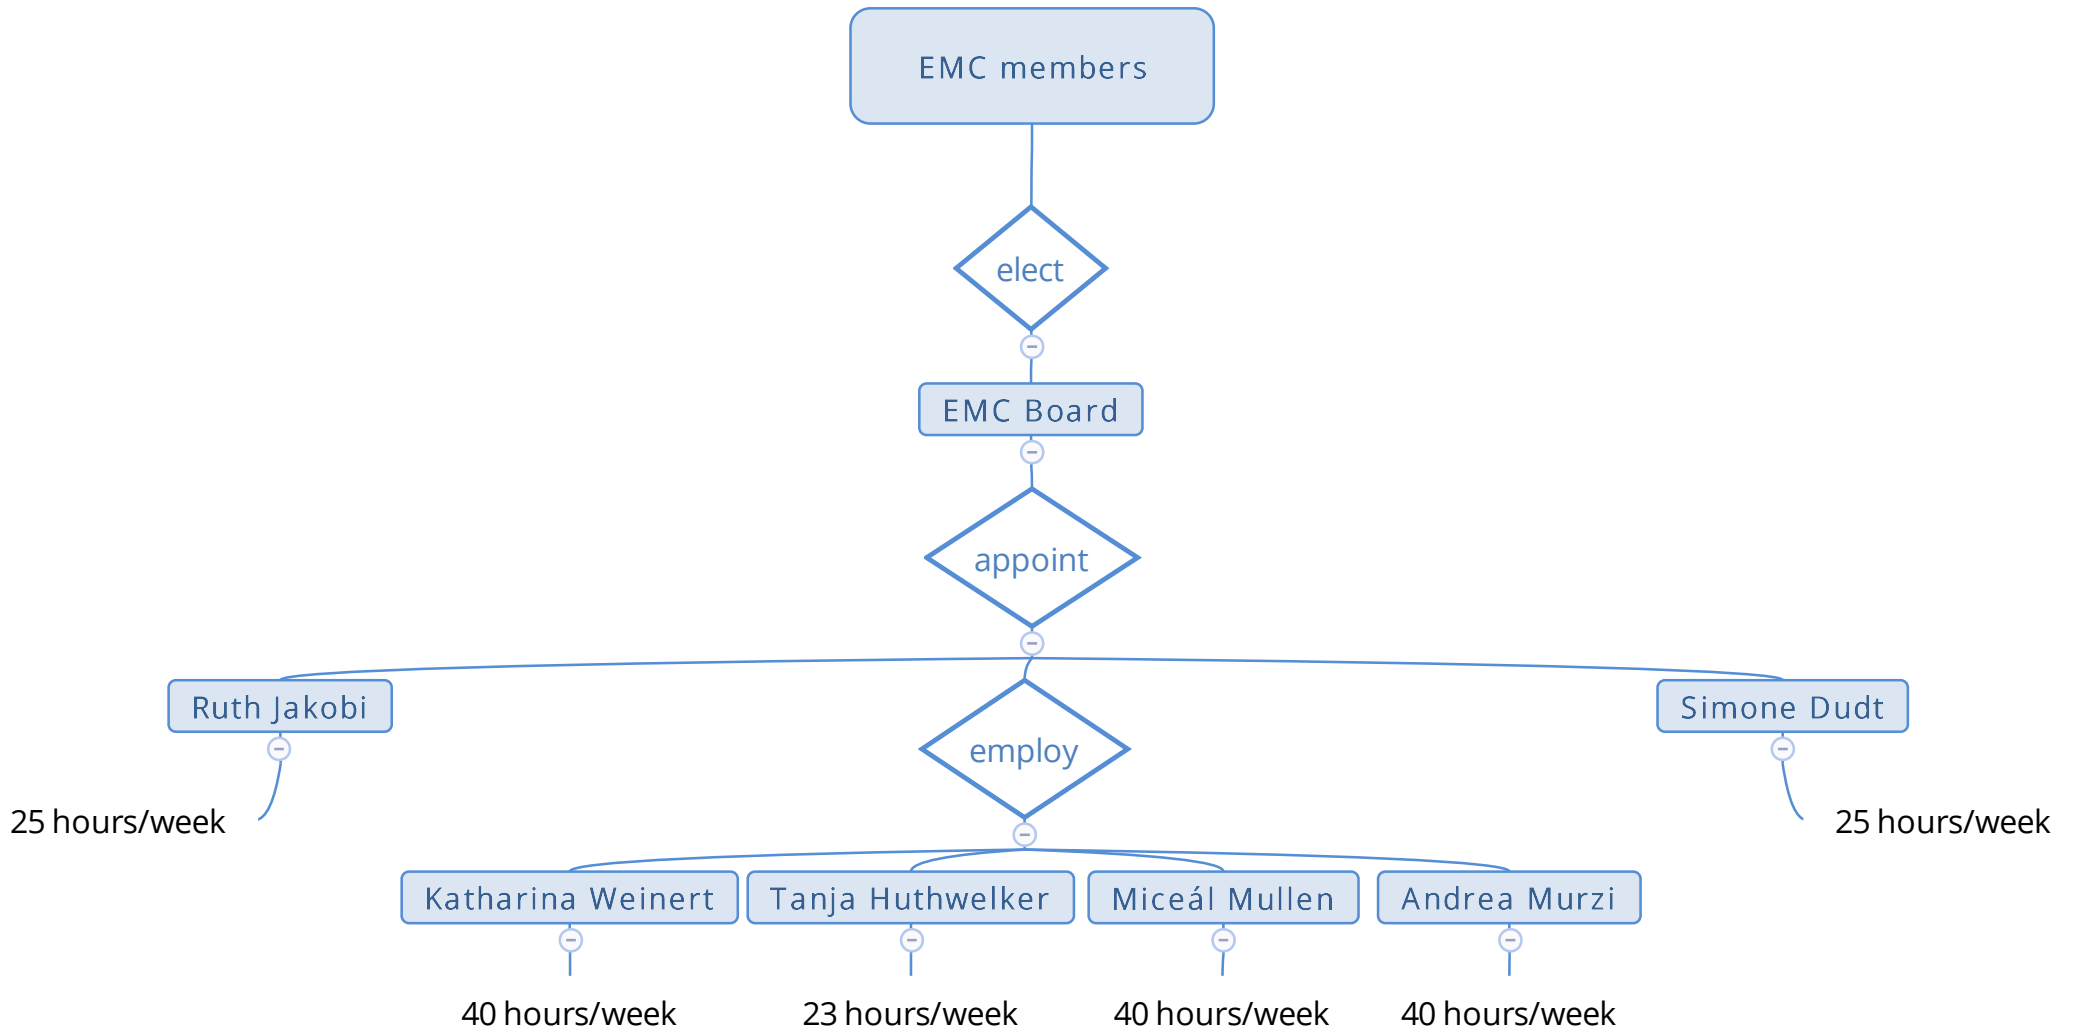 EMC members
elect
EMC Board
appoint
Ruth Jakobi
Simone Dudt
employ
25 hours/week
25 hours/week
Katharina Weinert
Tanja Huthwelker
Miceál Mullen
Andrea Murzi
40 hours/week
23 hours/week
40 hours/week
40 hours/week